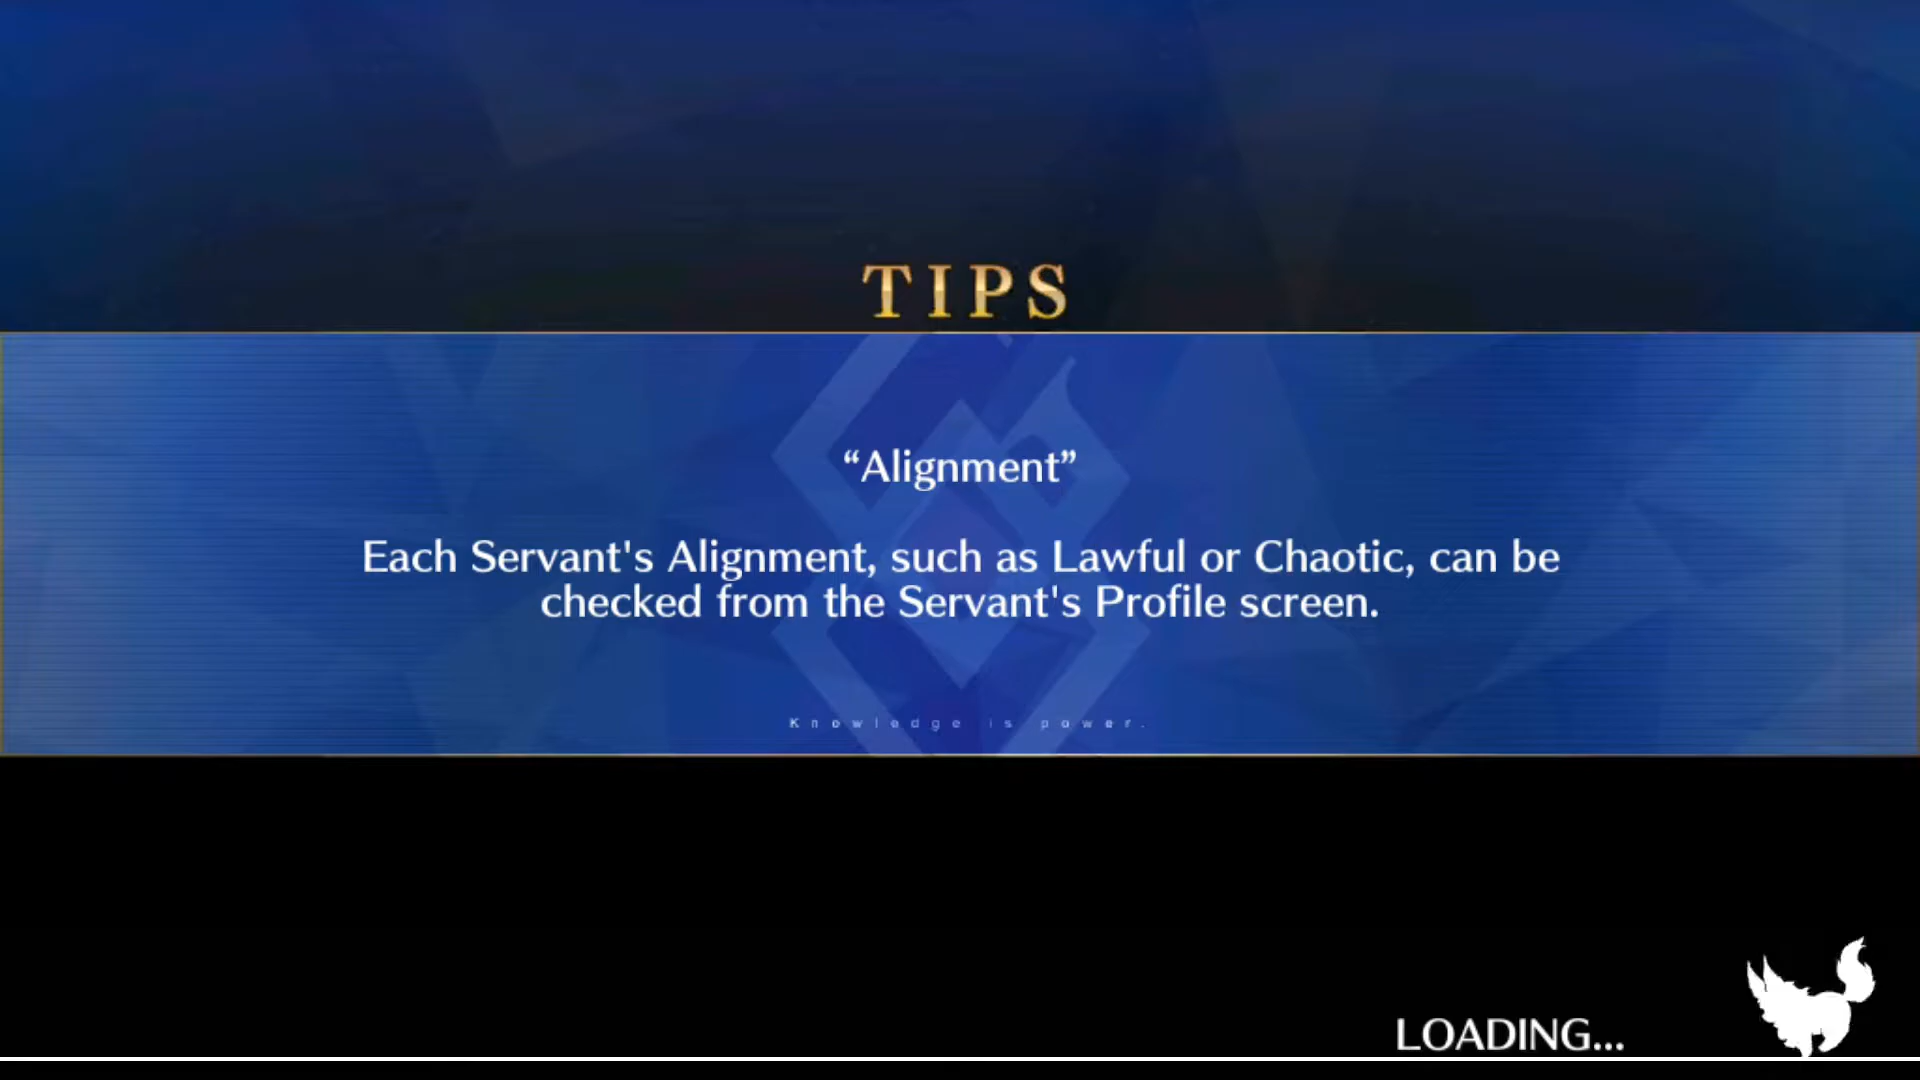 TIPS
“Alignment”
Each Servant's Alignment, such as Lawful or Chaotic, can be
checked from the Servant's Profile screen.
Knowledge is power.
LOADING...